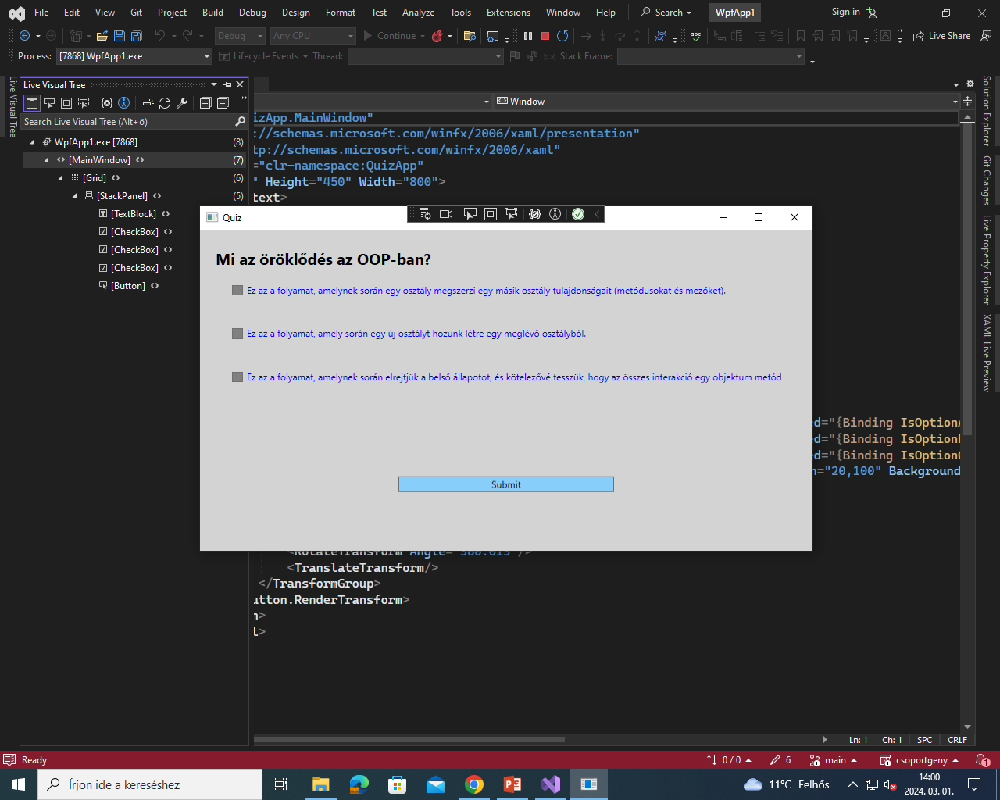 File Edit View Git Project Build Debug Design Format Test Analyze Tools Extensions Window Help Search WpfApp1 Sign in
Debug Any CPU Continue Live Share
Process: [7868] WpfApp1.exe Lifecycle Events Thread: Stack Frame:
Live Visual Tree
Live Visual Tree
Search Live Visual Tree (Alt+ö)
WpfApp1.exe [7868] (8)
[MainWindow] (7)
[Grid] (6)
[StackPanel] (5)
[TextBlock]
[CheckBox]
[CheckBox]
[CheckBox]
[Button]
Window
izApp.MainWindow"
://schemas.microsoft.com/winfx/2006/xaml/presentation"
tp://schemas.microsoft.com/winfx/2006/xaml"
="clr-namespace:QuizApp"
" Height="450" Width="800">
text>
Quiz
Mi az öröklődés az OOP-ban?
Ez az a folyamat, amelynek során egy osztály megszerzi egy másik osztály tulajdonságait (metódusokat és mezőket).
Ez az a folyamat, amely során egy új osztályt hozunk létre egy meglévő osztályból.
Ez az a folyamat, amelynek során elrejtjük a belső állapotot, és kötelezővé tesszük, hogy az összes interakció egy objektum metód
Submit
ed="{Binding IsOptionA
ed="{Binding IsOption
ed="{Binding IsOption
n="20,100" Background
<RotateTransform Angle="360.013"/>
<TranslateTransform/>
</TransformGroup>
utton.RenderTransform>
n>
l>
Solution Explorer
Git Changes
Live Property Explorer
XAML Live Preview
Ln: 1 Ch: 1 SPC CRLF
Ready 0 / 0 6 main csoportgeny 1
Írjon ide a kereséshez
11°C Felhős
14:00
2024. 03. 01.